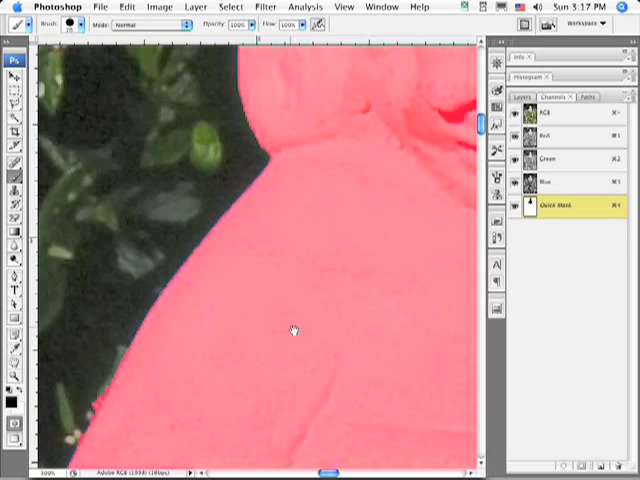 Photoshop File Edit Image Layer Select Filter Analysis View Window Help Sun 3:17 PM
Brush: Mode: Normal Opacity: 100% Flow: 100% Workspace
Ps
Info
Histogram
Layers Channels Paths
RGB
Red
Green
Blue
Quick Mask
T
A
100% Adobe RGB (1998) (16bpc)